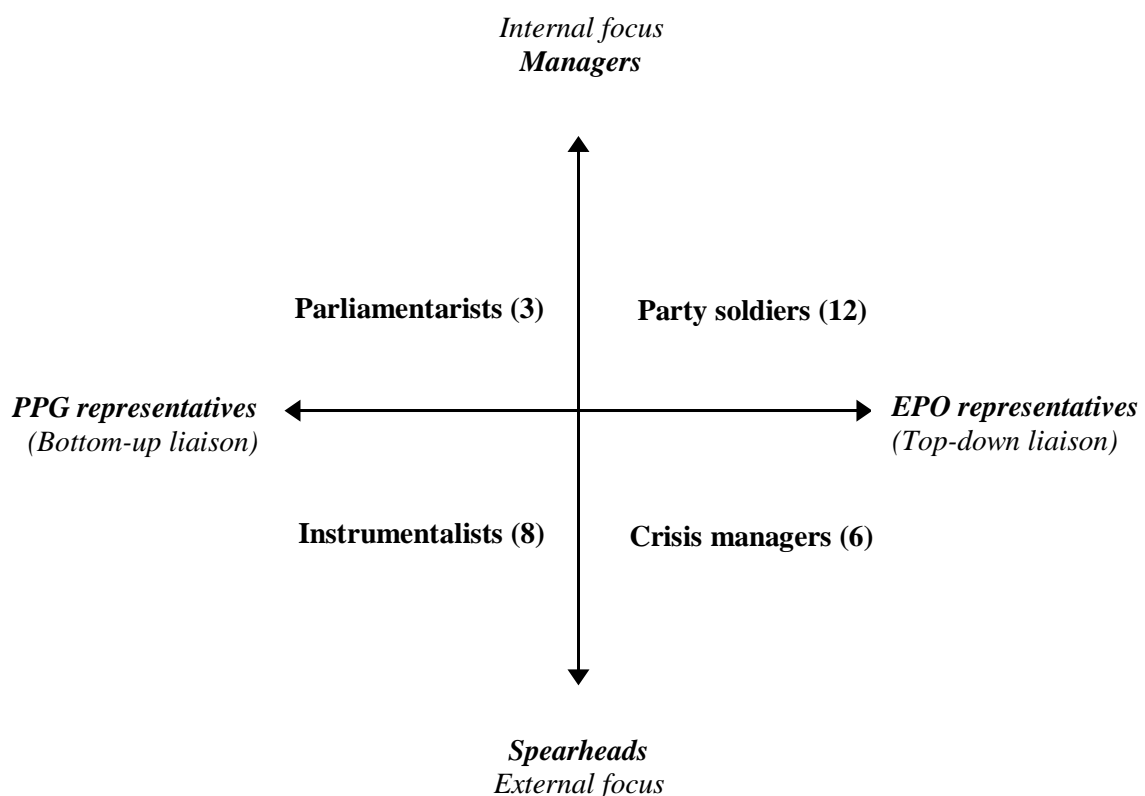 Internal focus
Managers
Parliamentarists (3)
Party soldiers (12)
PPG representatives
(Bottom-up liaison)
EPO representatives
(Top-down liaison)
Instrumentalists (8)
Crisis managers (6)
Spearheads
External focus